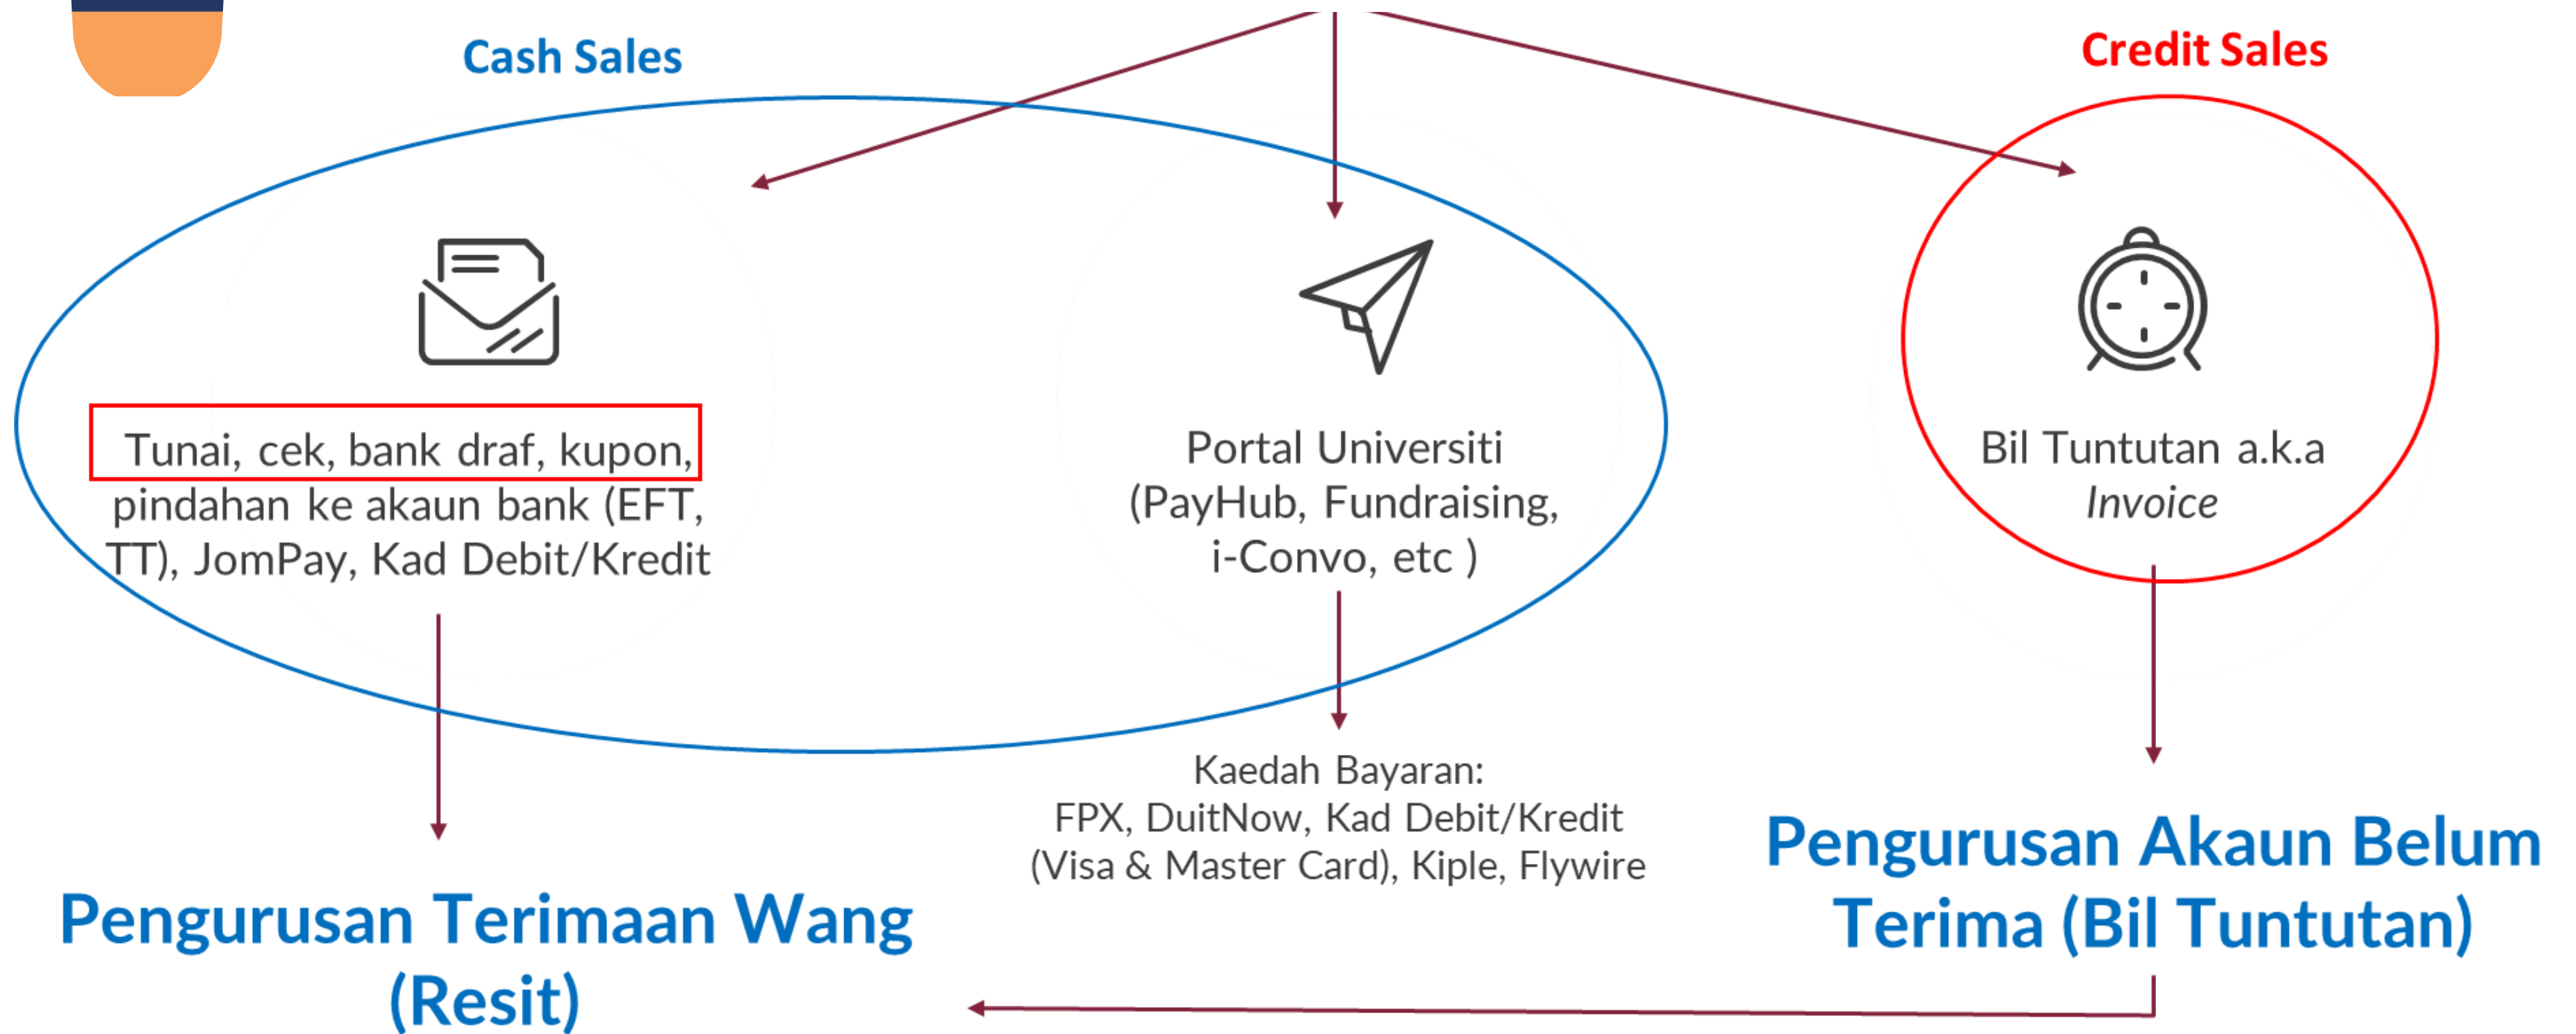 Cash Sales
Credit Sales
Tunai, cek, bank draf, kupon,
pindahan ke akaun bank (EFT,
TT), JomPay, Kad Debit/Kredit
Portal Universiti
(PayHub, Fundraising,
i-Convo, etc )
Bil Tuntutan a.k.a
Invoice
Kaedah Bayaran:
FPX, DuitNow, Kad Debit/Kredit
(Visa & Master Card), Kiple, Flywire
Pengurusan Terimaan Wang
(Resit)
Pengurusan Akaun Belum
Terima (Bil Tuntutan)